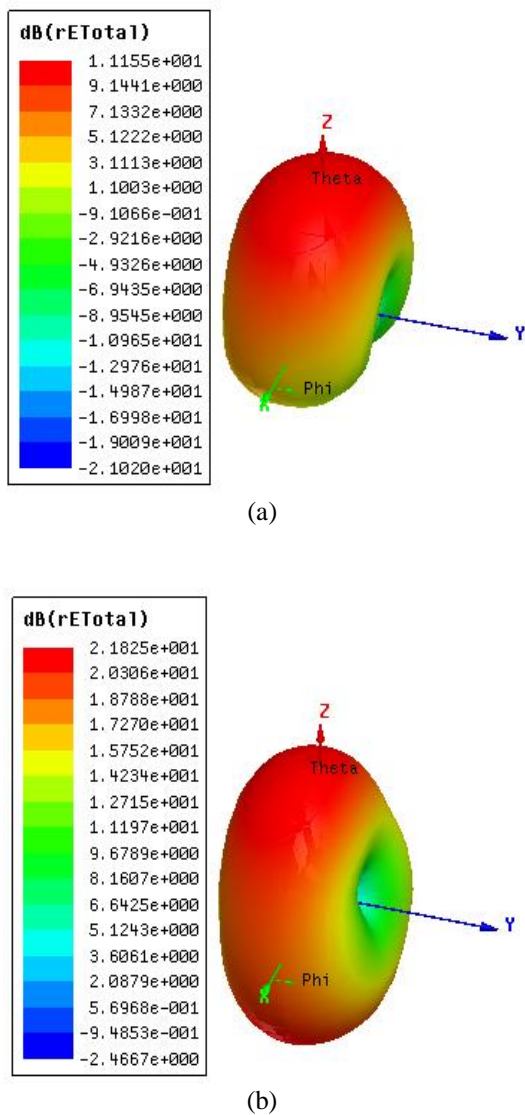 dB(rETotal)
1.1155e+001
9.1441e+000
7.1332e+000
5.1222e+000
3.1113e+000
1.1003e+000
-9.1066e-001
-2.9216e+000
-4.9326e+000
-6.9435e+000
-8.9545e+000
-1.0965e+001
-1.2976e+001
-1.4987e+001
-1.6998e+001
-1.9009e+001
-2.1020e+001
Z
Theta
Y
Phi
X
(a)
dB(rETotal)
2.1825e+001
2.0306e+001
1.8788e+001
1.7270e+001
1.5752e+001
1.4234e+001
1.2715e+001
1.1197e+001
9.6789e+000
8.1607e+000
6.6425e+000
5.1243e+000
3.6061e+000
2.0879e+000
5.6968e-001
-9.4853e-001
-2.4667e+000
Z
Theta
Y
Phi
X
(b)